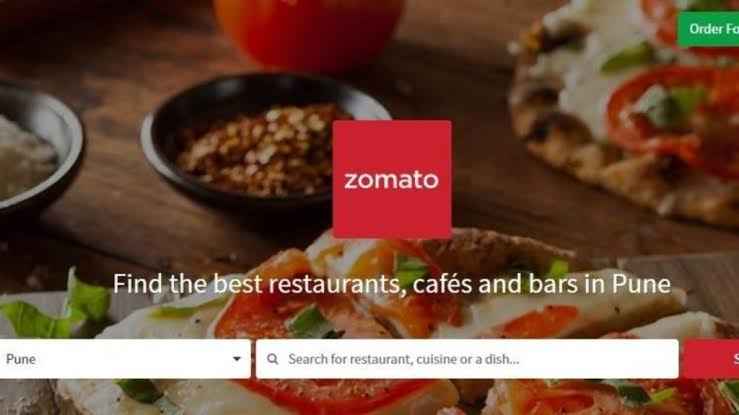 Order Fo
zomato
Find the best restaurants, cafés and bars in Pune
Pune
Search for restaurant, cuisine or a dish...
S